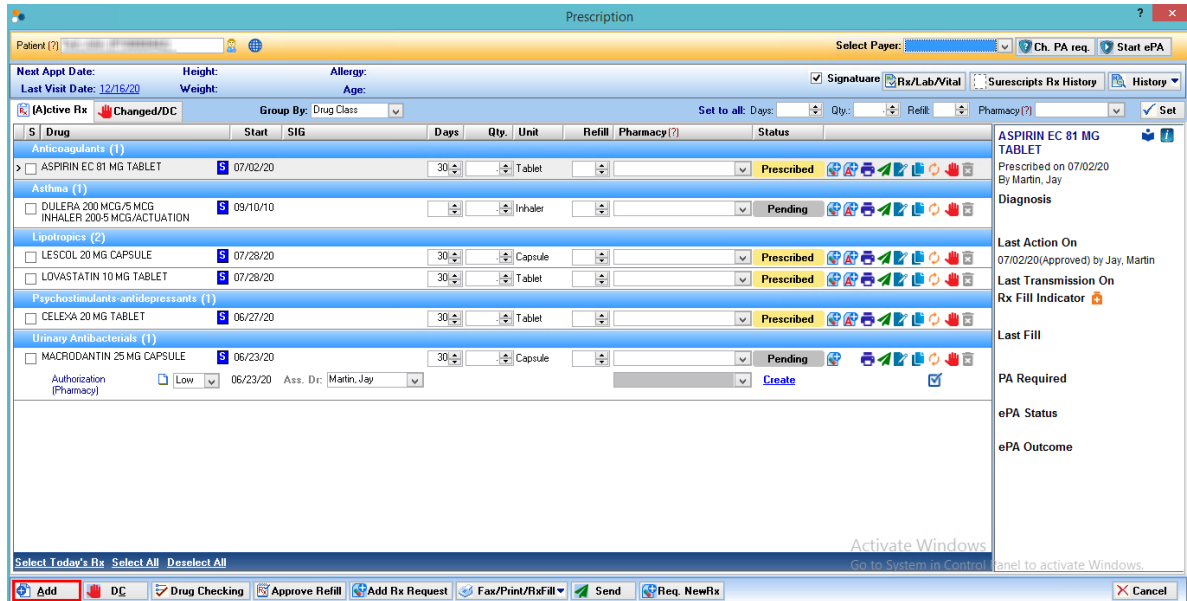 Prescription ? ×
Patient (?) Select Payer: Ch. PA req. Start ePA
Next Appt Date: Height: Allergy:
Last Visit Date: 12/16/20 Weight: Age: Signatuare Rx/Lab/Vital Surescripts Rx History History
(A)ctive Rx Changed/DC Group By: Drug Class Set to all: Days: Qty.: Refill: Pharmacy(?) Set
S Drug Start SIG Days Qty. Unit Refill Pharmacy(?) Status
Anticoagulants (1)
ASPIRIN EC 81 MG TABLET S 07/02/20 30 Tablet Prescribed
Asthma (1)
DULERA 200 MCG/5 MCG S 09/10/10 Inhaler Pending
INHALER 200-5 MCG/ACTUATION
Lipotropics (2)
LESCOL 20 MG CAPSULE S 07/28/20 30 Capsule Prescribed
LOVASTATIN 10 MG TABLET S 07/28/20 30 Tablet Prescribed
Psychostimulants-antidepressants (1)
CELEXA 20 MG TABLET S 06/27/20 30 Tablet Prescribed
Urinary Antibacterials (1)
MACRODANTIN 25 MG CAPSULE S 06/23/20 30 Capsule Pending
Authorization Low 06/23/20 Ass. Dr: Martin, Jay Create
(Pharmacy)
ASPIRIN EC 81 MG
TABLET
Prescribed on 07/02/20
By Martin, Jay
Diagnosis
Last Action On
07/02/20(Approved) by Jay, Martin
Last Transmission On
Rx Fill Indicator
Last Fill
PA Required
ePA Status
ePA Outcome
Activate Windows
Go to System in Control Panel to activate Windows.
Select Today's Rx Select All Deselect All
Add DC Drug Checking Approve Refill Add Rx Request Fax/Print/RxFill Send Req. NewRx Cancel